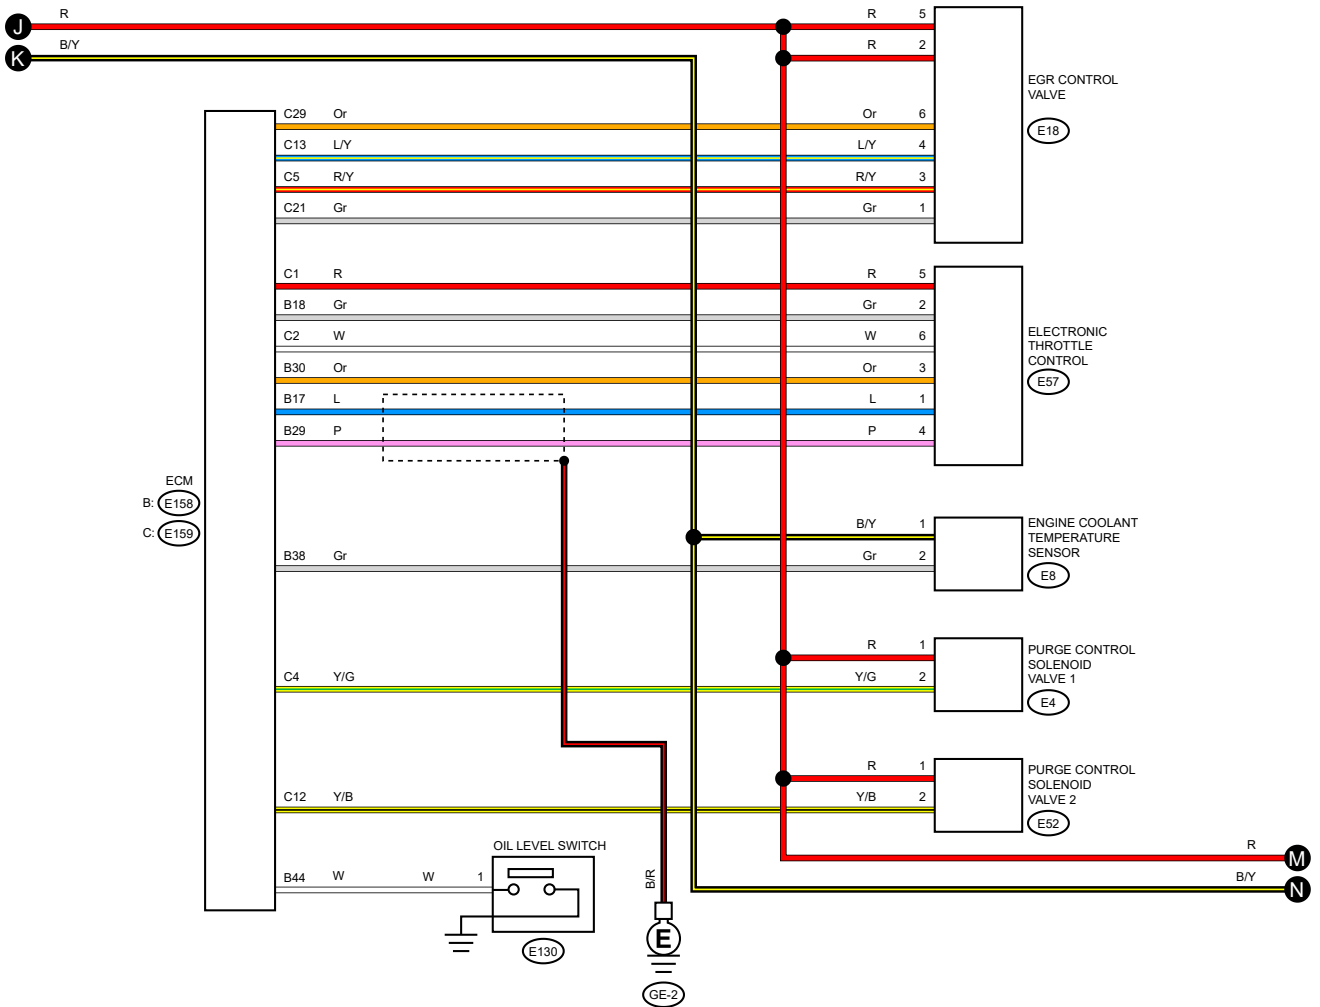 J R R 5
K B/Y R 2
EGR CONTROL
VALVE
E18
C29 Or Or 6
C13 L/Y L/Y 4
C5 R/Y R/Y 3
C21 Gr Gr 1
C1 R R 5
B18 Gr Gr 2
C2 W W 6
B30 Or Or 3
B17 L L 1
B29 P P 4
ELECTRONIC
THROTTLE
CONTROL
E57
ECM
B: E158
C: E159
B/Y 1
B38 Gr Gr 2
ENGINE COOLANT
TEMPERATURE
SENSOR
E8
R 1
C4 Y/G Y/G 2
PURGE CONTROL
SOLENOID
VALVE 1
E4
R 1
C12 Y/B Y/B 2
PURGE CONTROL
SOLENOID
VALVE 2
E52
OIL LEVEL SWITCH
B44 W W 1
E130
B/R
E
GE-2
R M
B/Y N